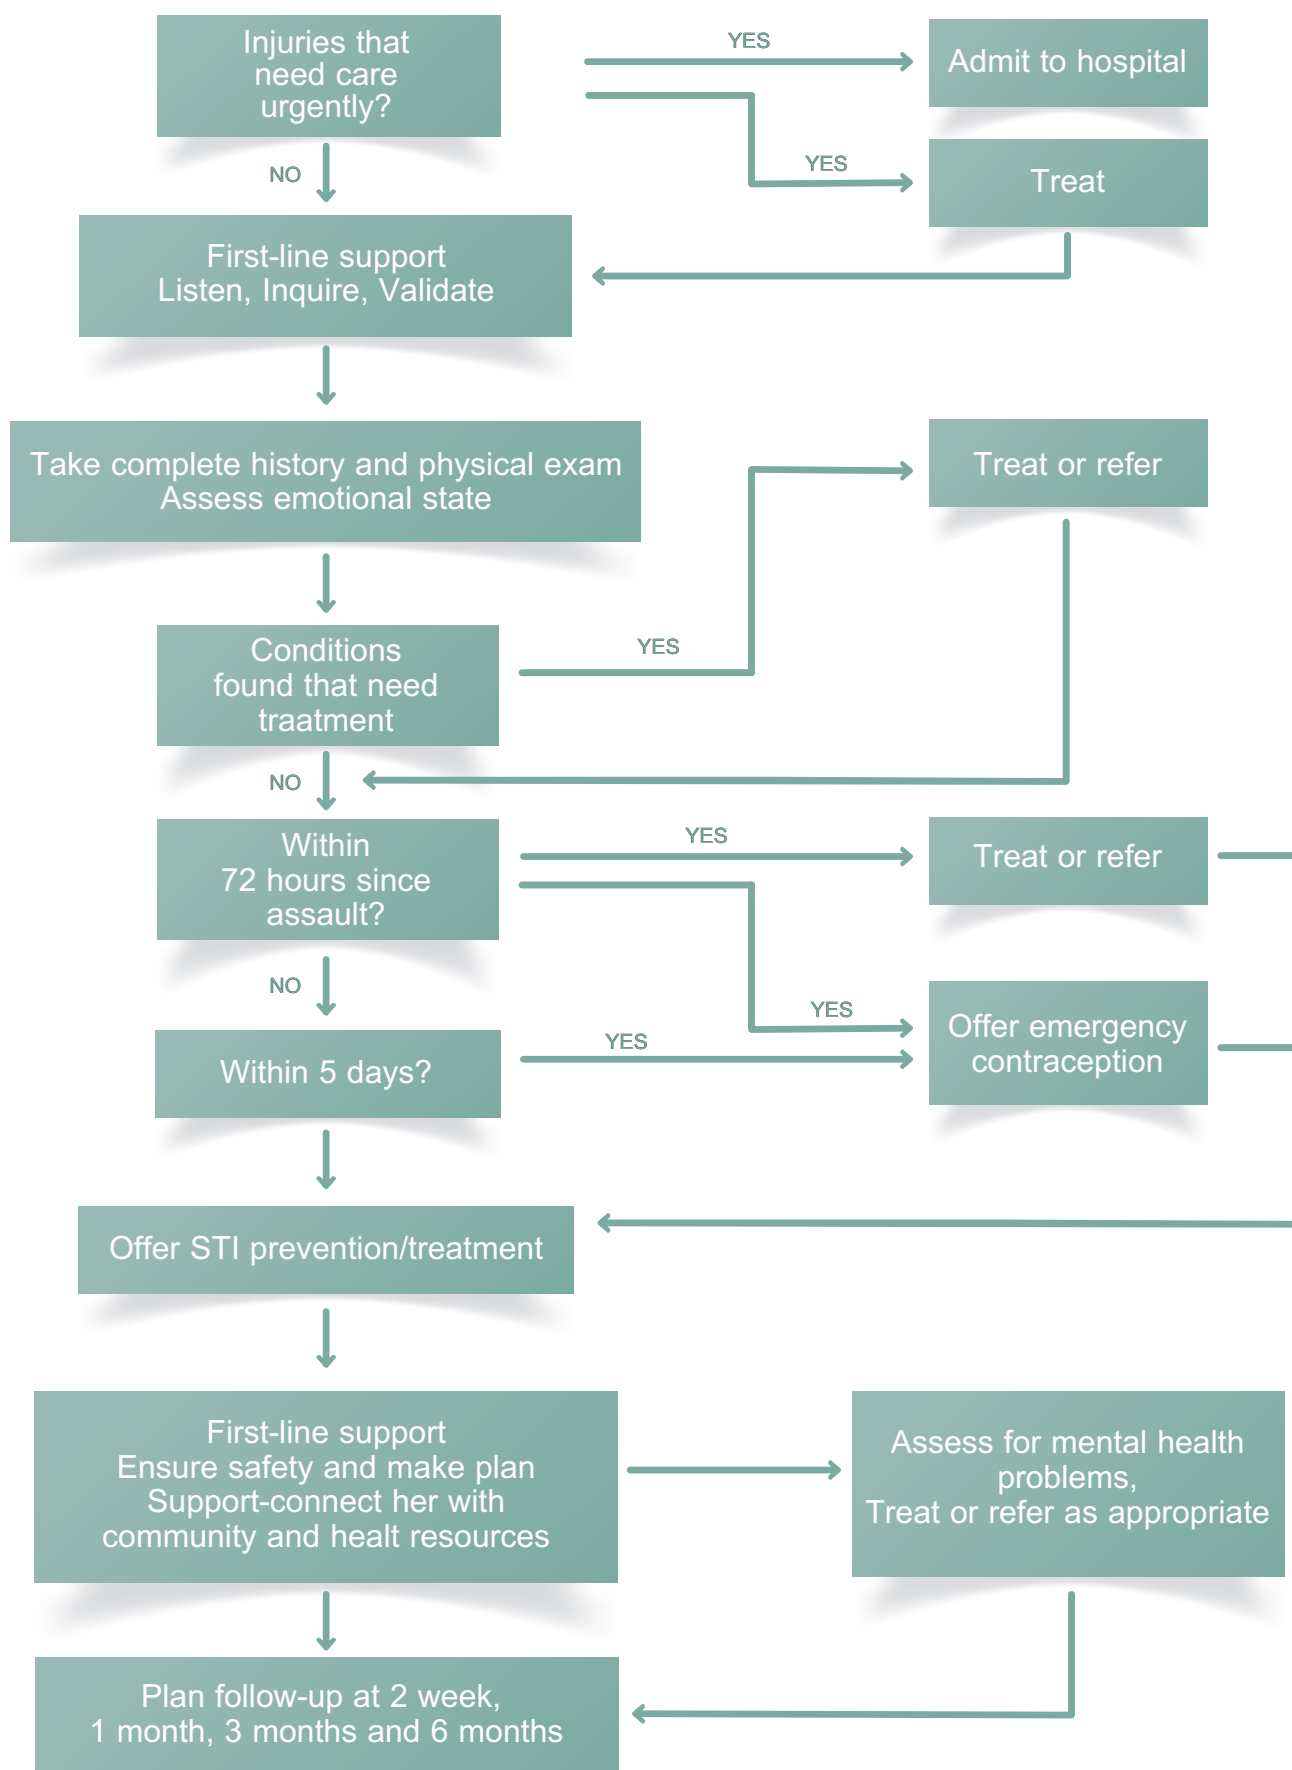 Injuries that
need care
urgently?
YES
Admit to hospital
YES
Treat
NO
First-line support
Listen, Inquire, Validate
Take complete history and physical exam
Assess emotional state
Treat or refer
Conditions
found that need
traatment
YES
NO
Within
72 hours since
assault?
YES
Treat or refer
NO
YES
Offer emergency
contraception
Within 5 days?
YES
Offer STI prevention/treatment
First-line support
Ensure safety and make plan
Support-connect her with
community and healt resources
Assess for mental health
problems,
Treat or refer as appropriate
Plan follow-up at 2 week,
1 month, 3 months and 6 months